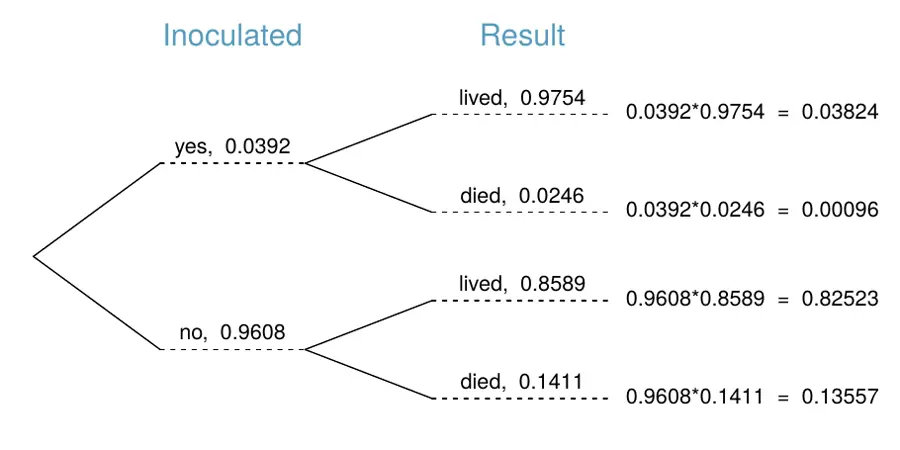 Inoculated Result
lived, 0.9754 0.0392*0.9754 = 0.03824
yes, 0.0392
died, 0.0246 0.0392*0.0246 = 0.00096
lived, 0.8589 0.9608*0.8589 = 0.82523
no, 0.9608
died, 0.1411 0.9608*0.1411 = 0.13557